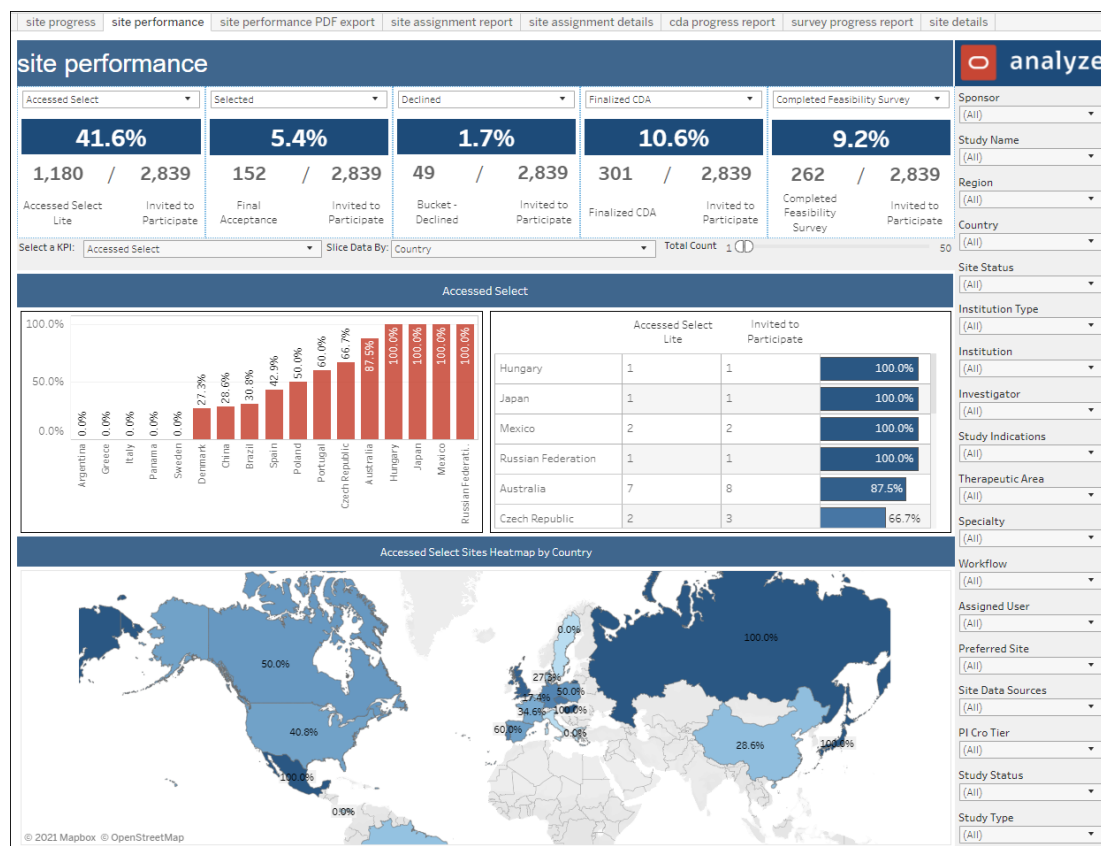 site progress
site performance
site performance PDF export
site assignment report
site assignment details
cda progress report
survey progress report
site details
site performance
analyze
Accessed Select
Selected
Declined
Finalized CDA
Completed Feasibility Survey
41.6%
5.4%
1.7%
10.6%
9.2%
1,180 / 2,839
152 / 2,839
49 / 2,839
301 / 2,839
262 / 2,839
Accessed Select
Lite
Invited to
Participate
Final
Acceptance
Invited to
Participate
Bucket -
Declined
Invited to
Participate
Finalized CDA
Invited to
Participate
Completed
Feasibility
Survey
Invited to
Participate
Select a KPI:
Accessed Select
Slice Data By:
Country
Total Count
1
50
Accessed Select
100.0%
50.0%
0.0%
0.0%
0.0%
0.0%
0.0%
0.0%
27.3%
28.6%
30.8%
42.9%
50.0%
60.0%
66.7%
87.5%
100.0%
100.0%
100.0%
100.0%
Argentina
Greece
Italy
Panama
Sweden
Denmark
China
Brazil
Spain
Poland
Portugal
Czech Republic
Australia
Hungary
Japan
Mexico
Russian Federati..
Accessed Select
Lite
Invited to
Participate
Hungary 1 1 100.0%
Japan 1 1 100.0%
Mexico 2 2 100.0%
Russian Federation 1 1 100.0%
Australia 7 8 87.5%
Czech Republic 2 3 66.7%
Accessed Select Sites Heatmap by Country
0.0%
100.0%
50.0%
27.3%
50.0%
17.4%
34.6%
100.0%
60.0%
0.0%
40.8%
28.6%
100.0%
100.0%
0.0%
© 2021 Mapbox © OpenStreetMap
Sponsor
(All)
Study Name
(All)
Region
(All)
Country
(All)
Site Status
(All)
Institution Type
(All)
Institution
(All)
Investigator
(All)
Study Indications
(All)
Therapeutic Area
(All)
Specialty
(All)
Workflow
(All)
Assigned User
(All)
Preferred Site
(All)
Site Data Sources
(All)
PI Cro Tier
(All)
Study Status
(All)
Study Type
(All)